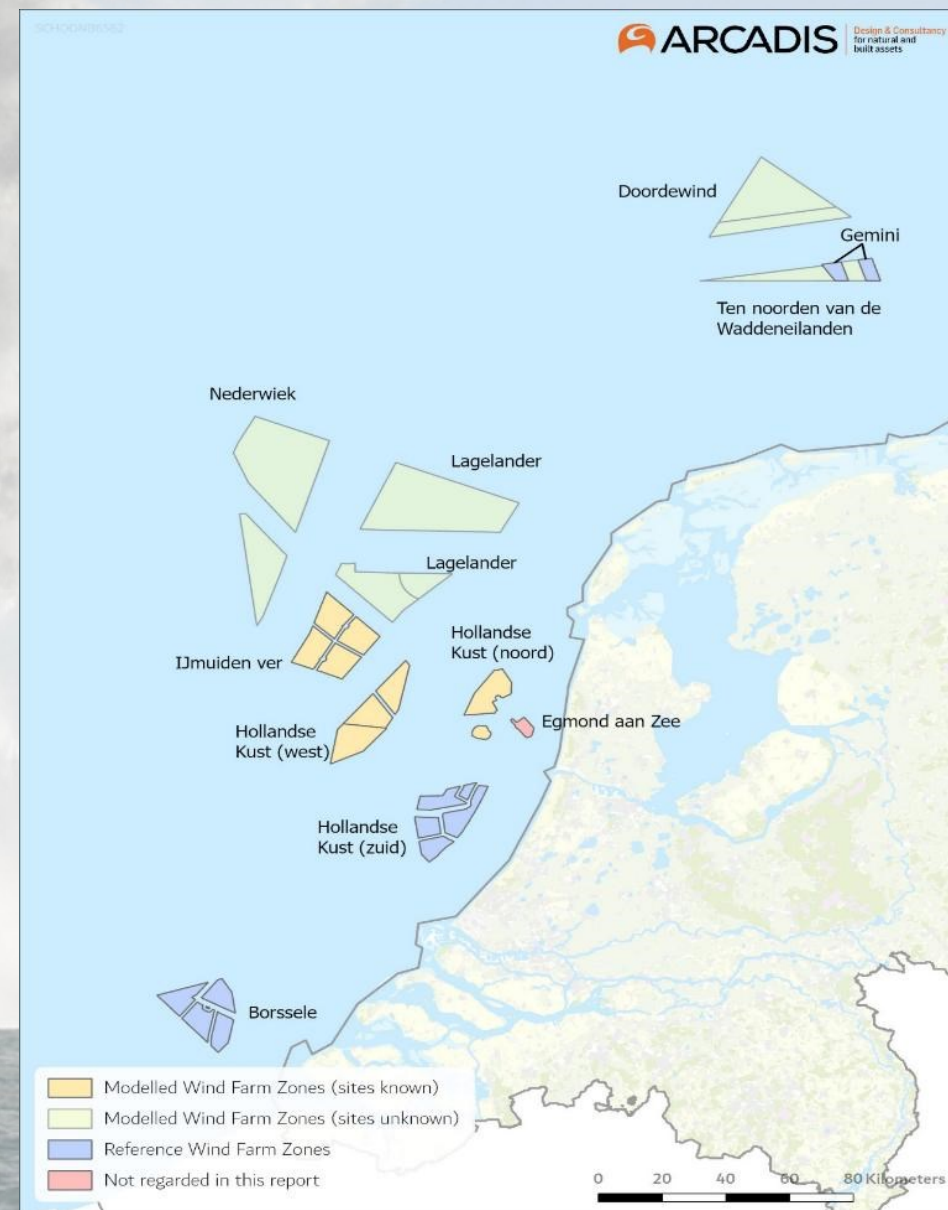 SCHOON86562
ARCADIS
Design & Consultancy
for natural and
built assets
Doordewind
Gemini
Ten noorden van de
Waddeneilanden
Nederwiek
Lagelander
Lagelander
Hollandse
Kust (noord)
IJmuiden ver
Egmond aan Zee
Hollandse
Kust (west)
Hollandse
Kust (zuid)
Borssele
Modelled Wind Farm Zones (sites known)
Modelled Wind Farm Zones (sites unknown)
Reference Wind Farm Zones
Not regarded in this report
0 20 40 60 80 Kilometers